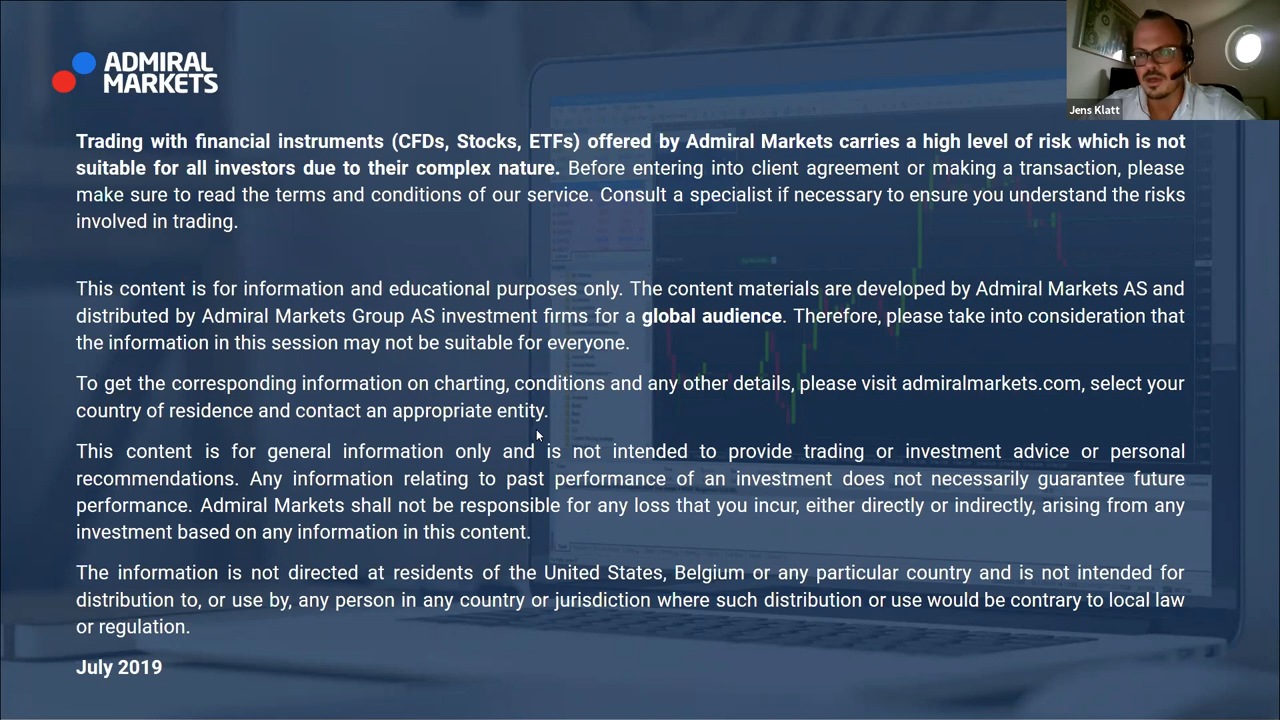 ADMIRAL
MARKETS
Jens Klatt
Trading with financial instruments (CFDs, Stocks, ETFs) offered by Admiral Markets carries a high level of risk which is not
suitable for all investors due to their complex nature. Before entering into client agreement or making a transaction, please
make sure to read the terms and conditions of our service. Consult a specialist if necessary to ensure you understand the risks
involved in trading.
This content is for information and educational purposes only. The content materials are developed by Admiral Markets AS and
distributed by Admiral Markets Group AS investment firms for a global audience. Therefore, please take into consideration that
the information in this session may not be suitable for everyone.
To get the corresponding information on charting, conditions and any other details, please visit admiralmarkets.com, select your
country of residence and contact an appropriate entity.
This content is for general information only and is not intended to provide trading or investment advice or personal
recommendations. Any information relating to past performance of an investment does not necessarily guarantee future
performance. Admiral Markets shall not be responsible for any loss that you incur, either directly or indirectly, arising from any
investment based on any information in this content.
The information is not directed at residents of the United States, Belgium or any particular country and is not intended for
distribution to, or use by, any person in any country or jurisdiction where such distribution or use would be contrary to local law
or regulation.
July 2019